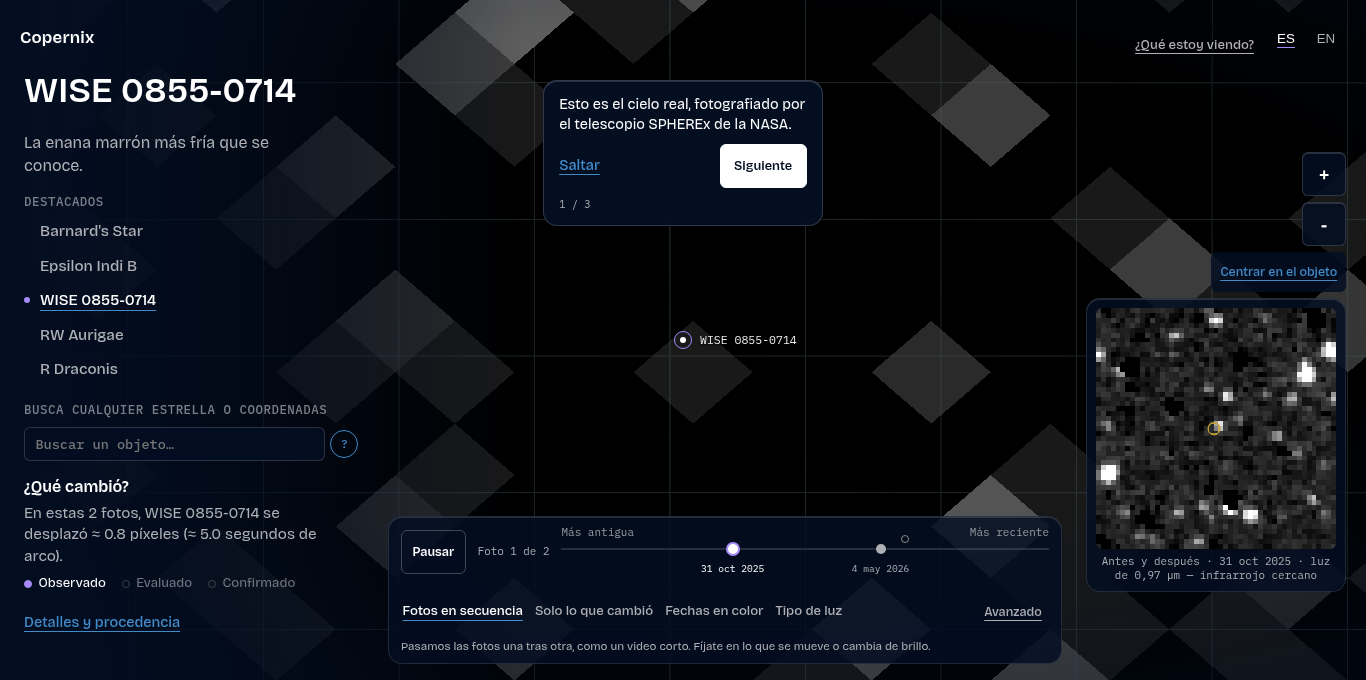 Copernix
¿Qué estoy viendo?
ES
EN
WISE 0855-0714
La enana marrón más fría que se
conoce.
DESTACADOS
Barnard's Star
Epsilon Indi B
WISE 0855-0714
RW Aurigae
R Draconis
BUSCA CUALQUIER ESTRELLA O COORDENADAS
Buscar un objeto…
?
¿Qué cambió?
En estas 2 fotos, WISE 0855-0714 se
desplazó ≈ 0.8 píxeles (≈ 5.0 segundos de
arco).
Observado
Evaluado
Confirmado
Detalles y procedencia
Esto es el cielo real, fotografiado por
el telescopio SPHEREx de la NASA.
Saltar
Siguiente
1 / 3
WISE 0855-0714
+
-
Centrar en el objeto
Antes y después · 31 oct 2025 · luz
de 0,97 µm — infrarrojo cercano
Pausar
Foto 1 de 2
Más antigua
Más reciente
31 oct 2025
4 may 2026
Fotos en secuencia
Solo lo que cambió
Fechas en color
Tipo de luz
Avanzado
Pasamos las fotos una tras otra, como un video corto. Fíjate en lo que se mueve o cambia de brillo.